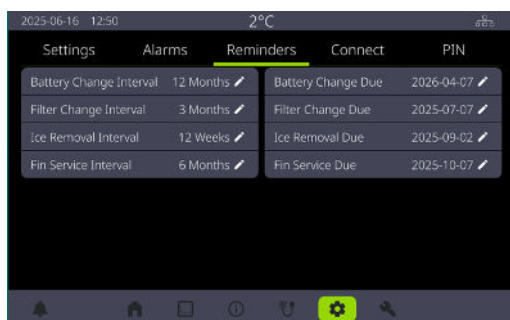 2025-06-16 12:50 2°C
Settings Alarms Reminders Connect PIN
Battery Change Interval 12 Months Battery Change Due 2026-04-07
Filter Change Interval 3 Months Filter Change Due 2025-07-07
Ice Removal Interval 12 Weeks Ice Removal Due 2025-09-02
Fin Service Interval 6 Months Fin Service Due 2025-10-07